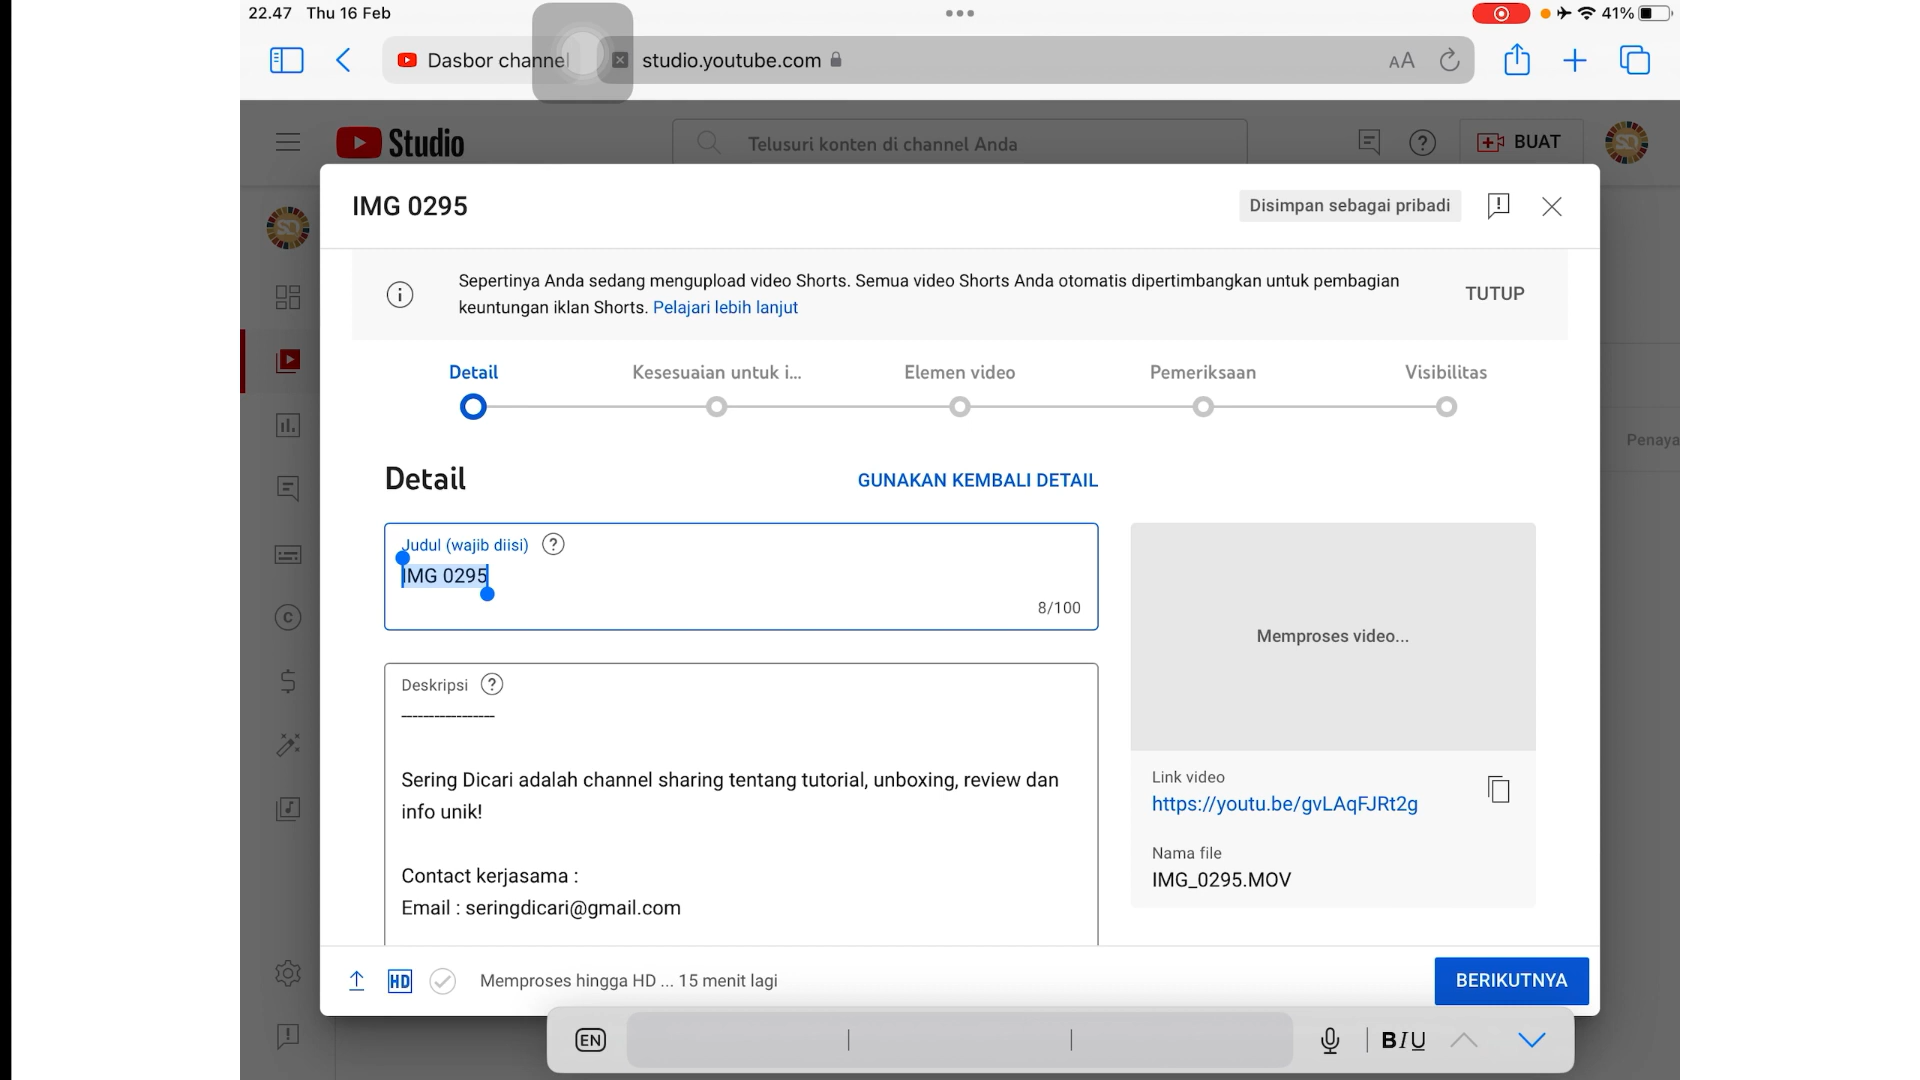 22.47 Thu 16 Feb
41%
Dasbor channel
studio.youtube.com
AA
Studio
Telusuri konten di channel Anda
BUAT
IMG 0295
Disimpan sebagai pribadi
Sepertinya Anda sedang mengupload video Shorts. Semua video Shorts Anda otomatis dipertimbangkan untuk pembagian
keuntungan iklan Shorts. Pelajari lebih lanjut
TUTUP
Detail
Kesesuaian untuk i...
Elemen video
Pemeriksaan
Visibilitas
Penaya
Detail
GUNAKAN KEMBALI DETAIL
Judul (wajib diisi)
IMG 0295
8/100
Memproses video...
Deskripsi
-----------------
Sering Dicari adalah channel sharing tentang tutorial, unboxing, review dan
info unik!
Contact kerjasama :
Email : seringdicari@gmail.com
Link video
https://youtu.be/gvLAqFJRt2g
Nama file
IMG_0295.MOV
HD
Memproses hingga HD ... 15 menit lagi
BERIKUTNYA
EN
BIU